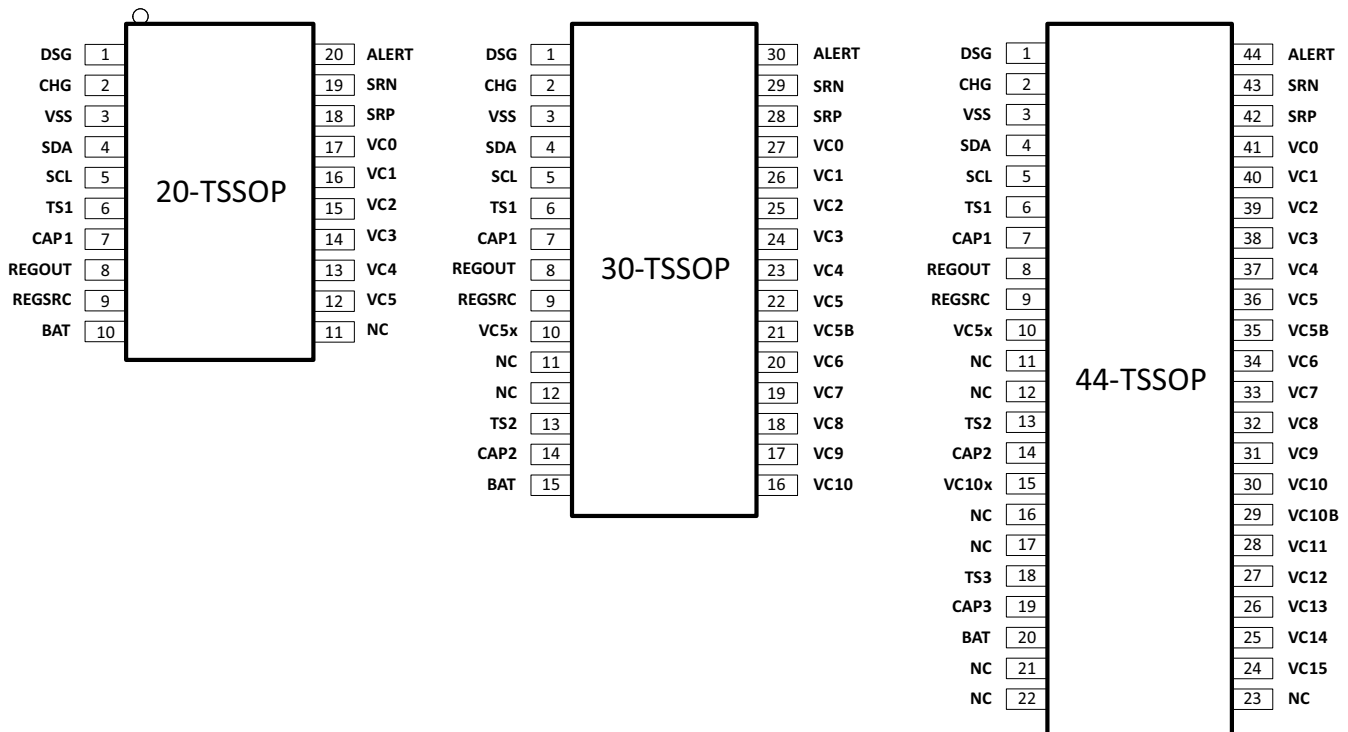 DSG 1 20 ALERT
CHG 2 19 SRN
VSS 3 18 SRP
SDA 4 17 VC0
SCL 5 16 VC1
TS1 6 15 VC2
CAP1 7 14 VC3
REGOUT 8 13 VC4
REGSRC 9 12 VC5
BAT 10 11 NC
20-TSSOP
DSG 1 30 ALERT
CHG 2 29 SRN
VSS 3 28 SRP
SDA 4 27 VC0
SCL 5 26 VC1
TS1 6 25 VC2
CAP1 7 24 VC3
REGOUT 8 23 VC4
REGSRC 9 22 VC5
VC5x 10 21 VC5B
NC 11 20 VC6
NC 12 19 VC7
TS2 13 18 VC8
CAP2 14 17 VC9
BAT 15 16 VC10
30-TSSOP
DSG 1 44 ALERT
CHG 2 43 SRN
VSS 3 42 SRP
SDA 4 41 VC0
SCL 5 40 VC1
TS1 6 39 VC2
CAP1 7 38 VC3
REGOUT 8 37 VC4
REGSRC 9 36 VC5
VC5x 10 35 VC5B
NC 11 34 VC6
NC 12 33 VC7
TS2 13 32 VC8
CAP2 14 31 VC9
VC10x 15 30 VC10
NC 16 29 VC10B
NC 17 28 VC11
TS3 18 27 VC12
CAP3 19 26 VC13
BAT 20 25 VC14
NC 21 24 VC15
NC 22 23 NC
44-TSSOP